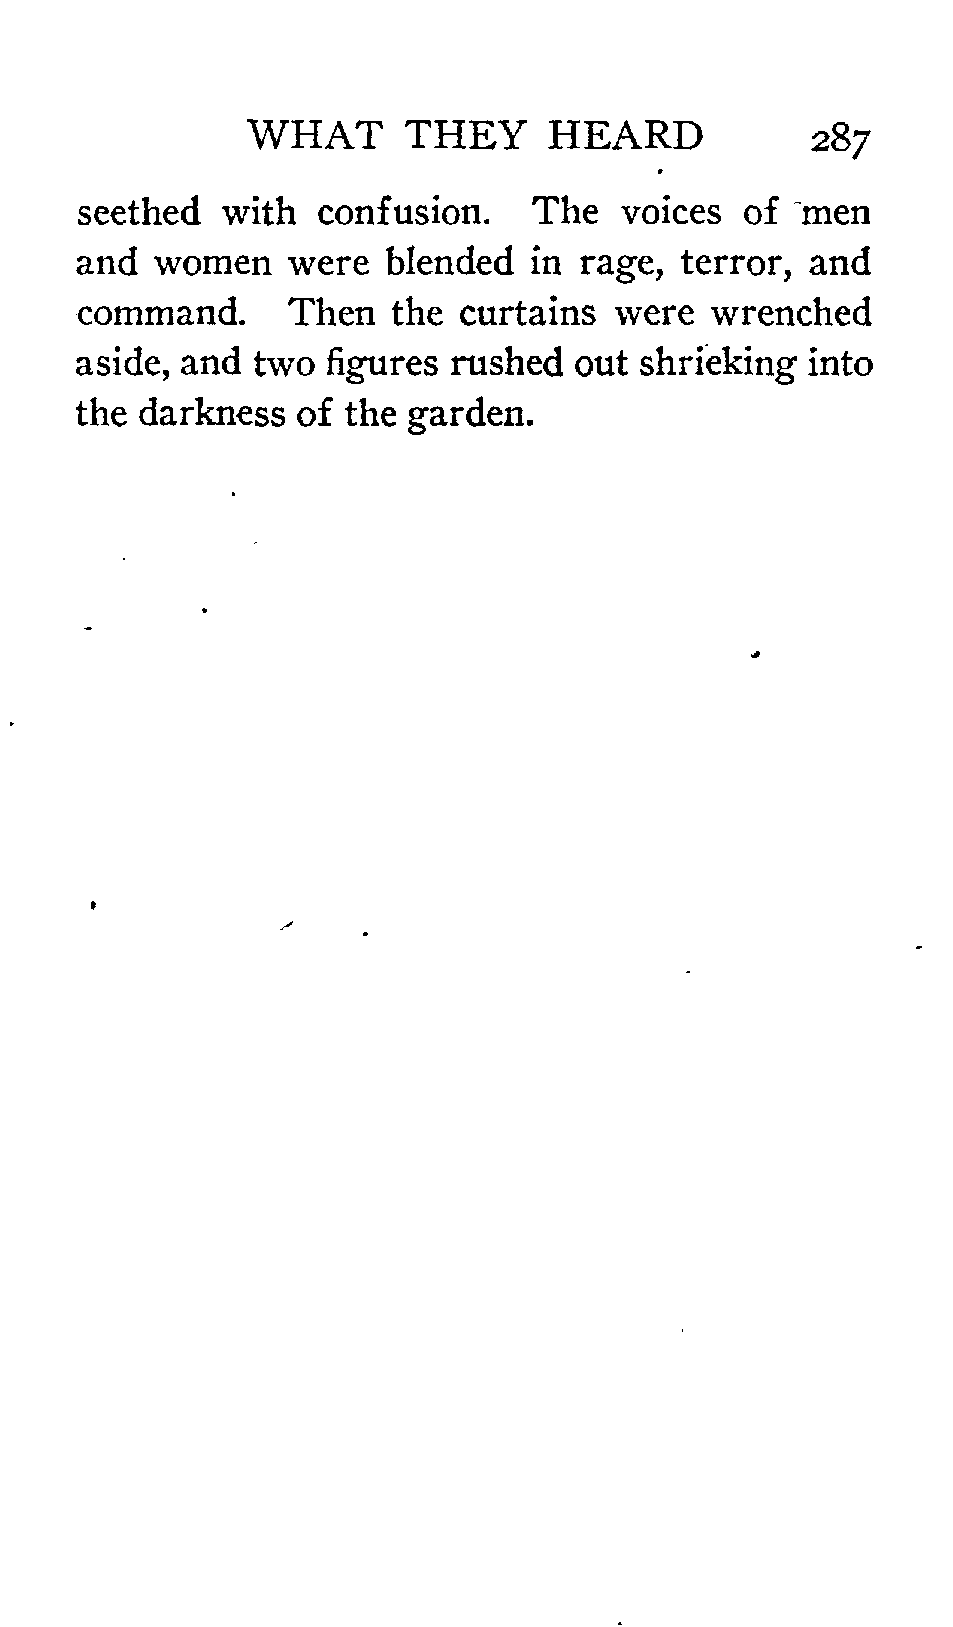 WHAT THEY HEARD 287
seethed with confusion. The voices of men
and women were blended in rage, terror, and
command. Then the curtains were wrenched
aside, and two figures rushed out shrieking into
the darkness of the garden.